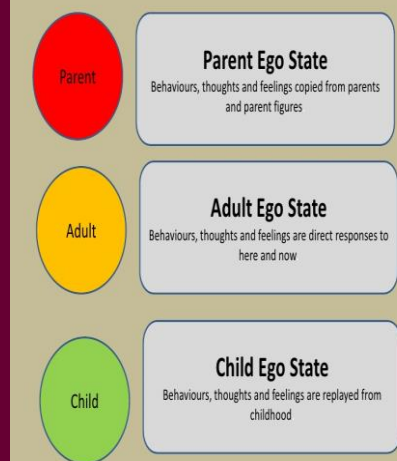 Parent
Parent Ego State
Behaviours, thoughts and feelings copied from parents
and parent figures
Adult
Adult Ego State
Behaviours, thoughts and feelings are direct responses to
here and now
Child
Child Ego State
Behaviours, thoughts and feelings are replayed from
childhood